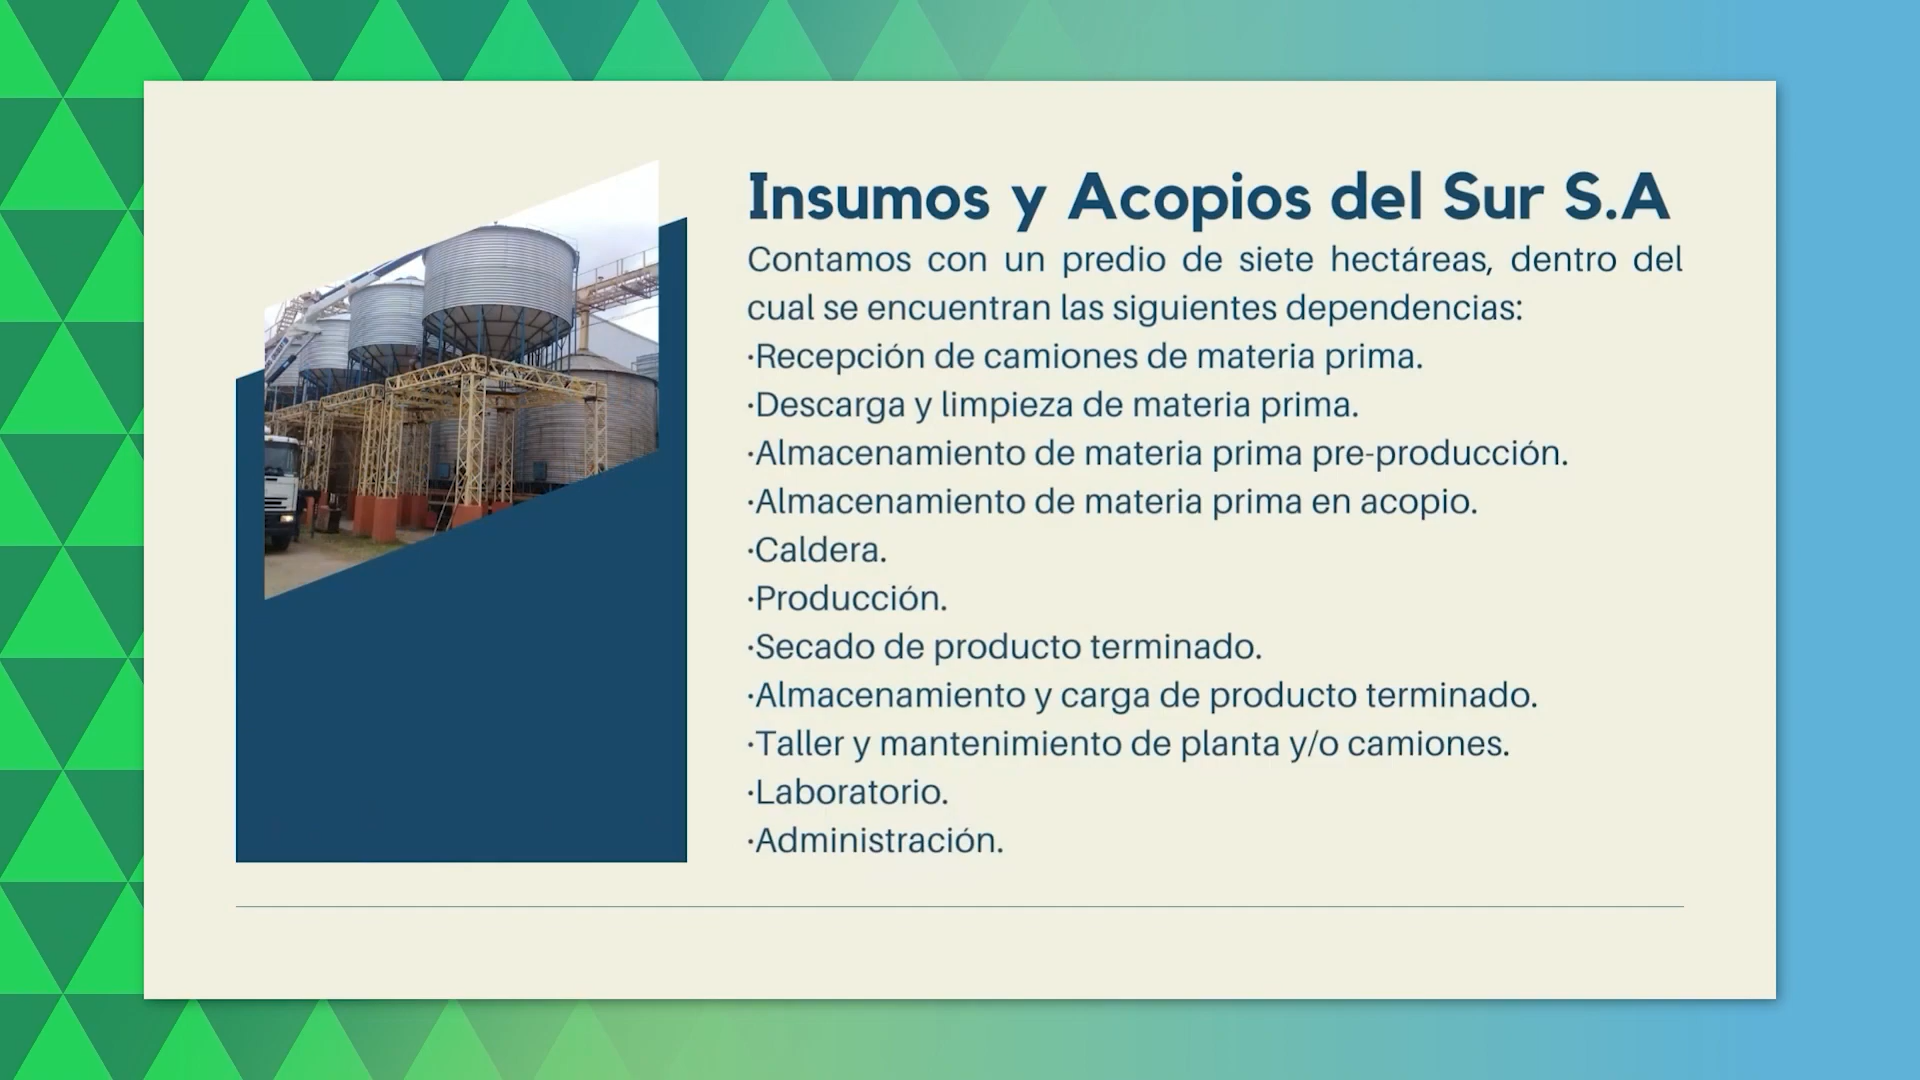 Insumos y Acopios del Sur S.A
Contamos con un predio de siete hectáreas, dentro del
cual se encuentran las siguientes dependencias:
·Recepción de camiones de materia prima.
·Descarga y limpieza de materia prima.
·Almacenamiento de materia prima pre-producción.
·Almacenamiento de materia prima en acopio.
·Caldera.
·Producción.
·Secado de producto terminado.
·Almacenamiento y carga de producto terminado.
·Taller y mantenimiento de planta y/o camiones.
·Laboratorio.
·Administración.